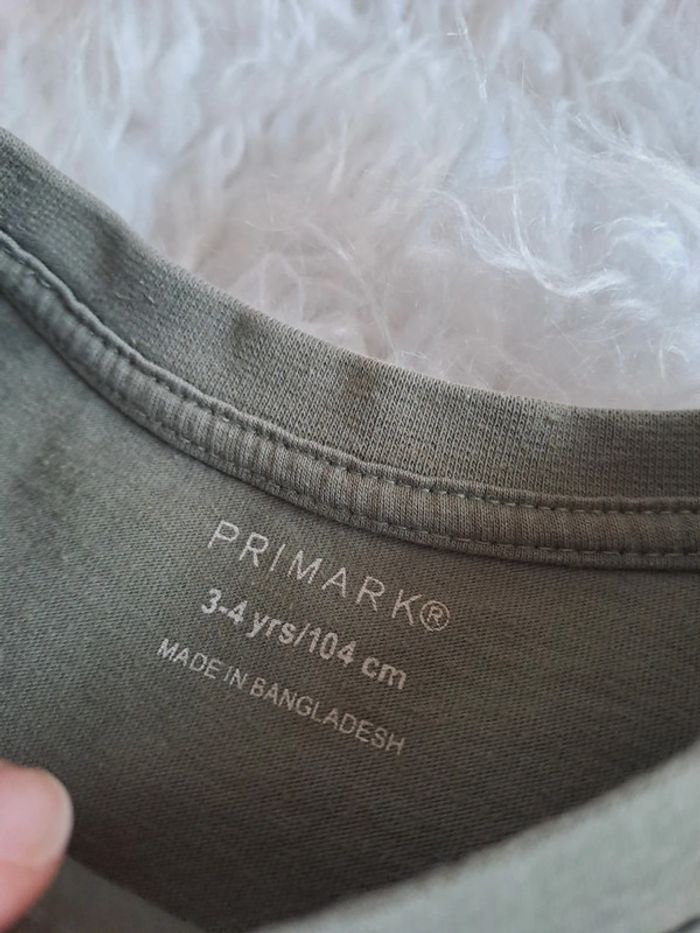 PRIMARK®
3-4 yrs/104 cm
MADE IN BANGLADESH